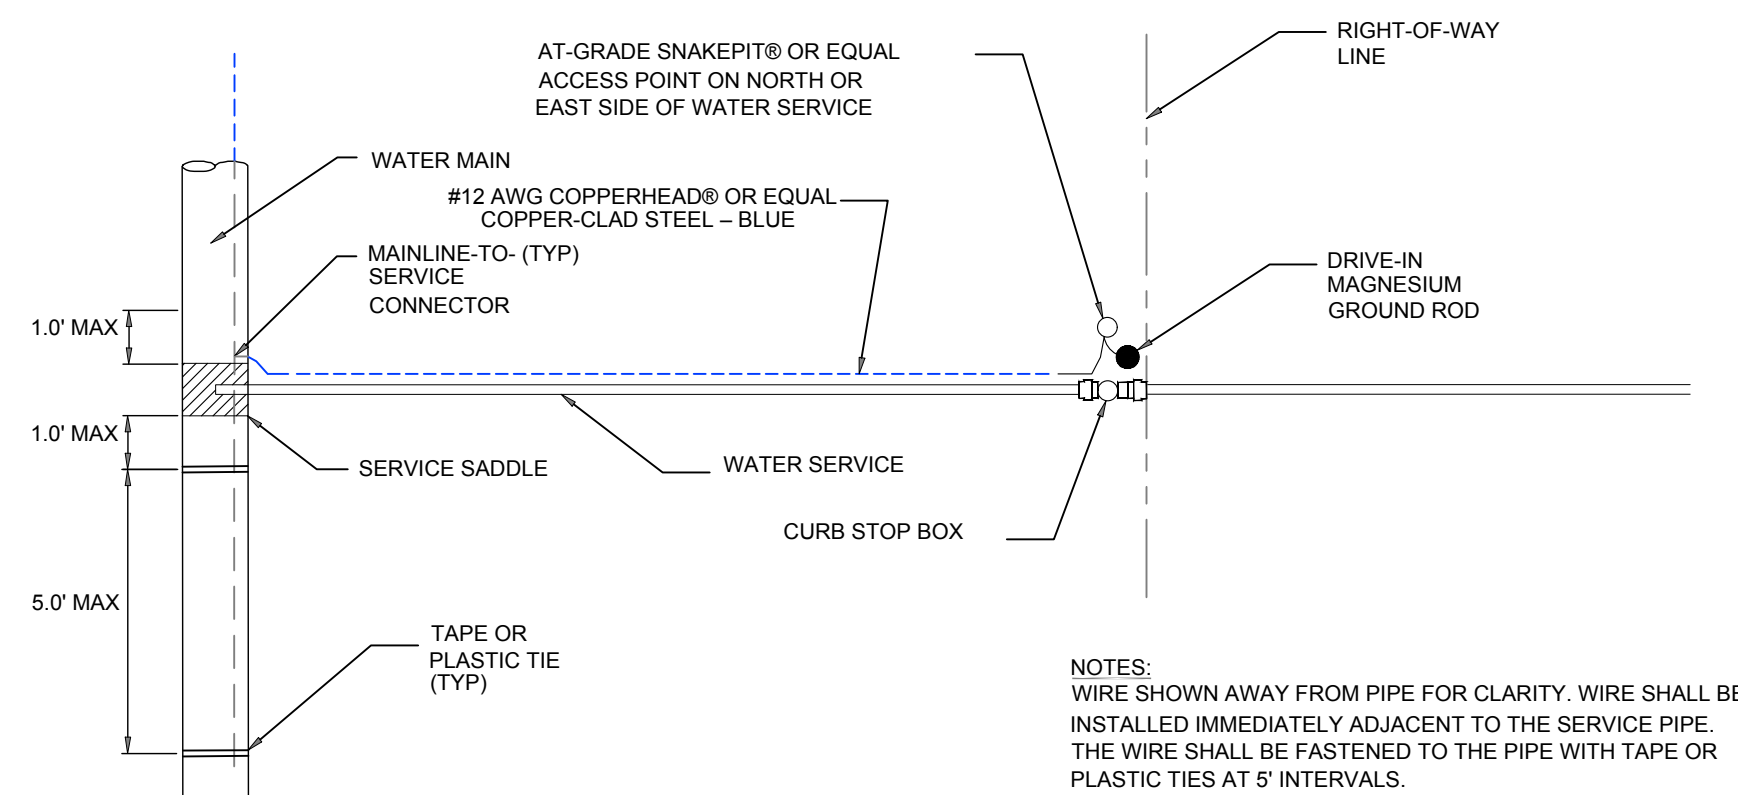 RIGHT-OF-WAY
LINE
AT-GRADE SNAKEPIT® OR EQUAL
ACCESS POINT ON NORTH OR
EAST SIDE OF WATER SERVICE
WATER MAIN
#12 AWG COPPERHEAD® OR EQUAL
COPPER-CLAD STEEL – BLUE
MAINLINE-TO- (TYP)
SERVICE
CONNECTOR
DRIVE-IN
MAGNESIUM
GROUND ROD
1.0' MAX
1.0' MAX
SERVICE SADDLE
WATER SERVICE
CURB STOP BOX
5.0' MAX
TAPE OR
PLASTIC TIE
(TYP)
NOTES:
WIRE SHOWN AWAY FROM PIPE FOR CLARITY. WIRE SHALL BE
INSTALLED IMMEDIATELY ADJACENT TO THE SERVICE PIPE.
THE WIRE SHALL BE FASTENED TO THE PIPE WITH TAPE OR
PLASTIC TIES AT 5' INTERVALS.